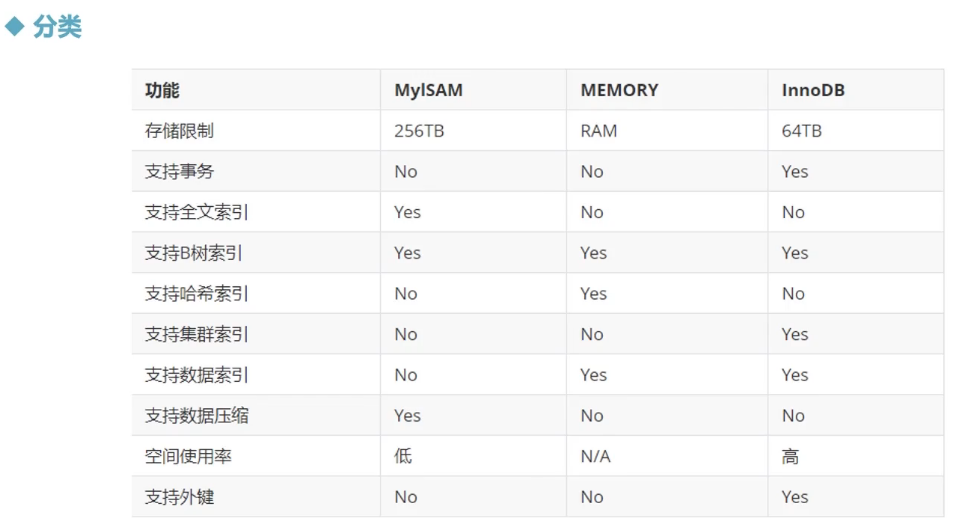 ◆ 分类
功能 MyISAM MEMORY InnoDB
存储限制 256TB RAM 64TB
支持事务 No No Yes
支持全文索引 Yes No No
支持B树索引 Yes Yes Yes
支持哈希索引 No Yes No
支持集群索引 No No Yes
支持数据索引 No Yes Yes
支持数据压缩 Yes No No
空间使用率 低 N/A 高
支持外键 No No Yes